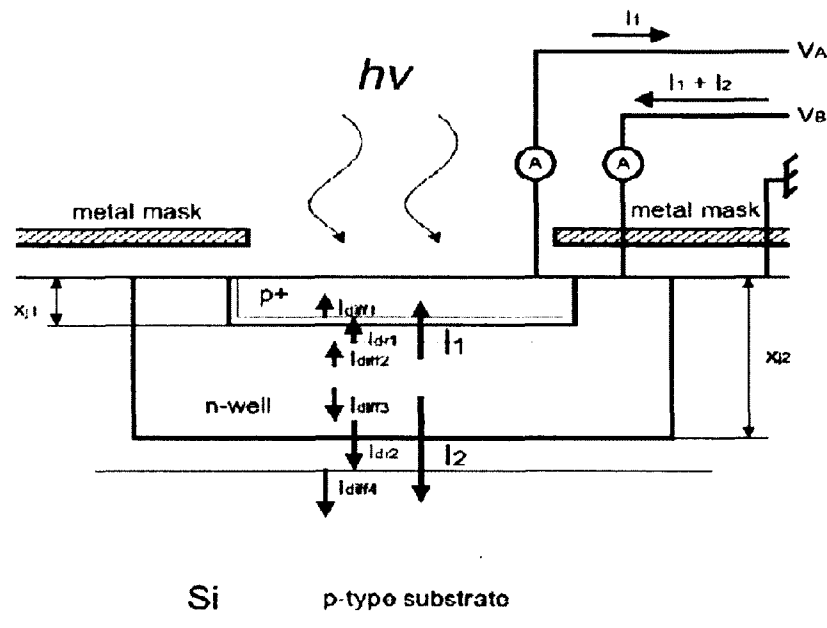 I1
VA
hv
I1 + I2
VB
A
A
metal mask
metal mask
p+
xj1
Idiff1
Idr1
I1
Idiff2
xj2
n-well
Idiff3
Idr2
I2
Idiff4
Si
p-typo substrato